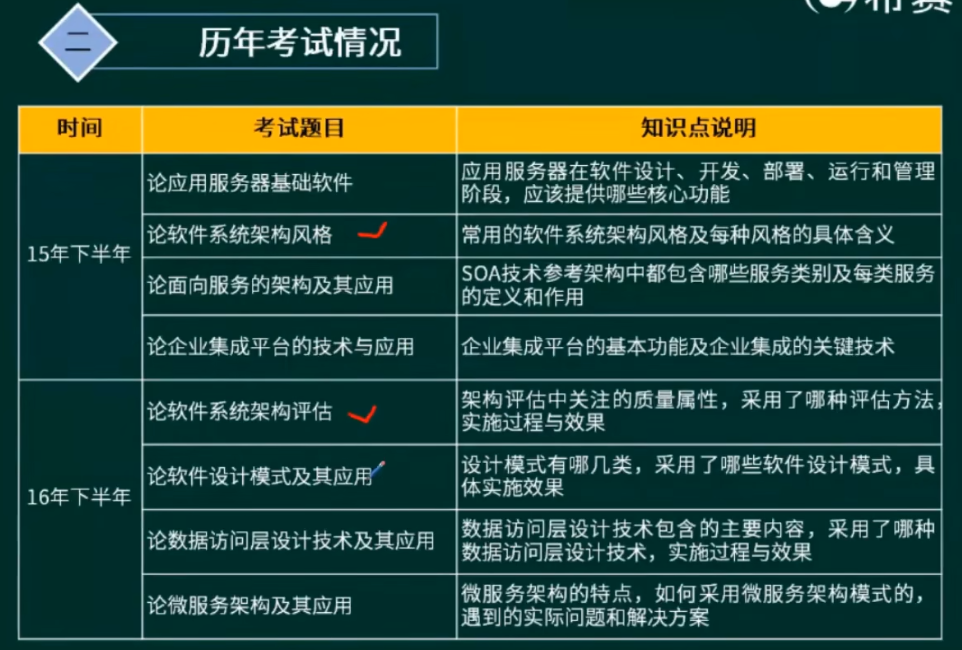 希赛
二
历年考试情况
时间
考试题目
知识点说明
15年下半年
论应用服务器基础软件
应用服务器在软件设计、开发、部署、运行和管理
阶段，应该提供哪些核心功能
论软件系统架构风格
常用的软件系统架构风格及每种风格的具体含义
论面向服务的架构及其应用
SOA技术参考架构中都包含哪些服务类别及每类服务
的定义和作用
论企业集成平台的技术与应用
企业集成平台的基本功能及企业集成的关键技术
16年下半年
论软件系统架构评估
架构评估中关注的质量属性，采用了哪种评估方法，
实施过程与效果
论软件设计模式及其应用
设计模式有哪几类，采用了哪些软件设计模式，具
体实施效果
论数据访问层设计技术及其应用
数据访问层设计技术包含的主要内容，采用了哪种
数据访问层设计技术，实施过程与效果
论微服务架构及其应用
微服务架构的特点，如何采用微服务架构模式的，
遇到的实际问题和解决方案